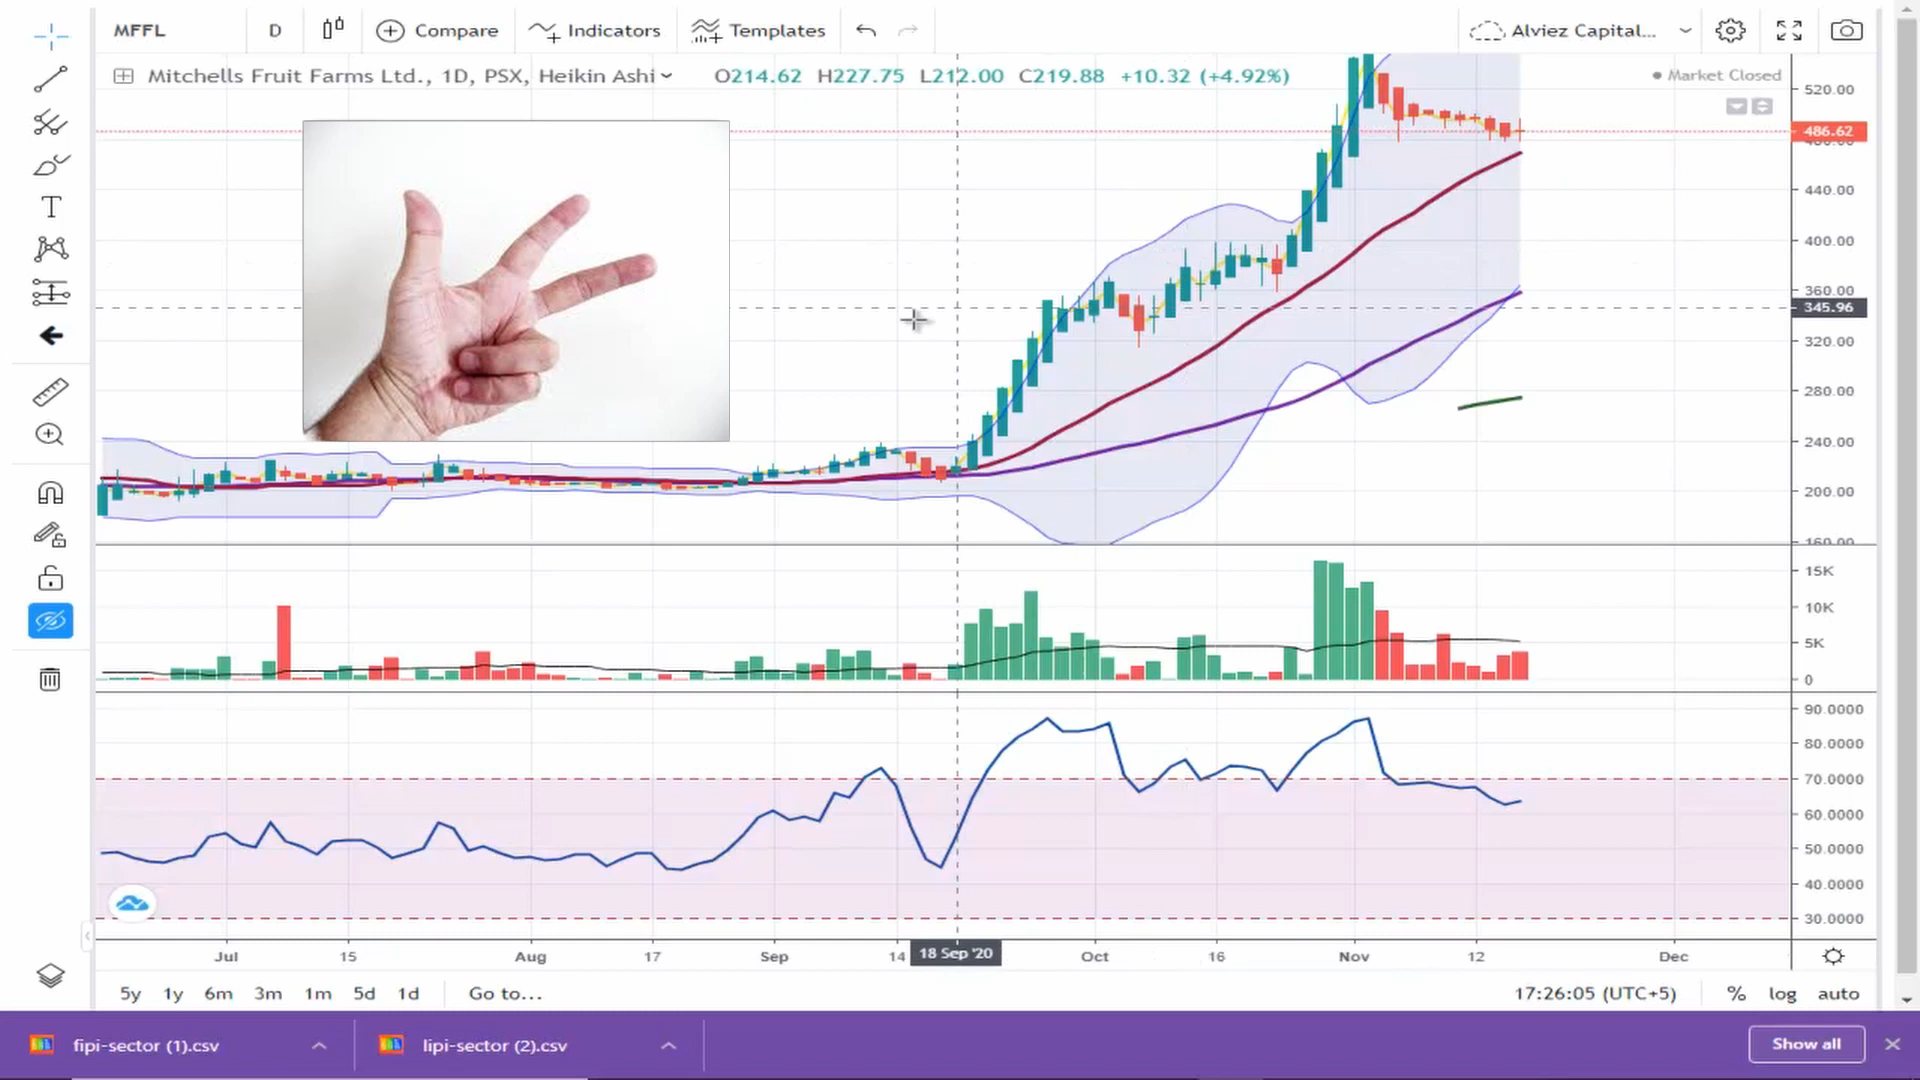 MFFL D Compare Indicators Templates Alviez Capital...
Mitchells Fruit Farms Ltd., 1D, PSX, Heikin Ashi O214.62 H227.75 L212.00 C219.88 +10.32 (+4.92%) Market Closed
520.00
486.62
480.00
440.00
400.00
360.00
345.96
320.00
280.00
240.00
200.00
160.00
15K
10K
5K
0
90.0000
80.0000
70.0000
60.0000
50.0000
40.0000
30.0000
Jul 15 Aug 17 Sep 14 18 Sep '20 Oct 16 Nov 12 Dec
5y 1y 6m 3m 1m 5d 1d Go to... 17:26:05 (UTC+5) % log auto
fipi-sector (1).csv lipi-sector (2).csv Show all